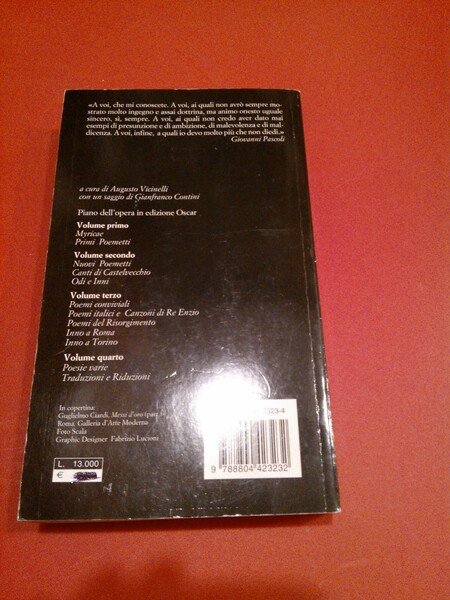 «A voi, che mi conoscete. A voi, ai quali non avrò sempre mo-
strato molto ingegno e assai dottrina, ma animo onesto uguale
sincero, sì, sempre. A voi, ai quali non credo aver dato mai
esempi di presunzione e di ambizione, di malevolenza e di mal-
dicenza. A voi, infine, a quali io devo molto più che non diedi.»
Giovanni Pascoli
a cura di Augusto Vicinelli
con un saggio di Gianfranco Contini
Piano dell'opera in edizione Oscar
Volume primo
Myricae
Primi Poemetti
Volume secondo
Nuovi Poemetti
Canti di Castelvecchio
Odi e Inni
Volume terzo
Poemi conviviali
Poemi italici e Canzoni di Re Enzio
Poemi del Risorgimento
Inno a Roma
Inno a Torino
Volume quarto
Poesie varie
Traduzioni e Riduzioni
In copertina:
Guglielmo Ciardi, Messi d'oro (part.)
Roma. Galleria d'Arte Moderna
Foto Scala
Graphic Designer Fabrizio Lucioni
323-4
9 788804 423232
L. 13.000
€